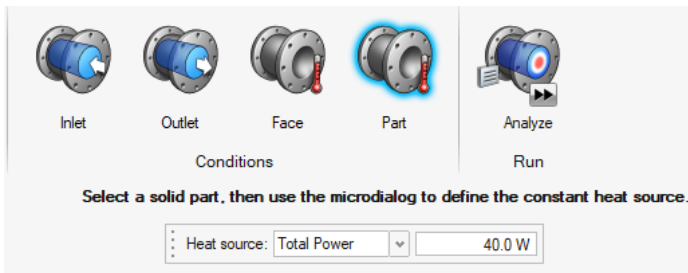 Inlet Outlet Face Part Analyze
Conditions Run
Select a solid part, then use the microdialog to define the constant heat source.
Heat source: Total Power 40.0 W